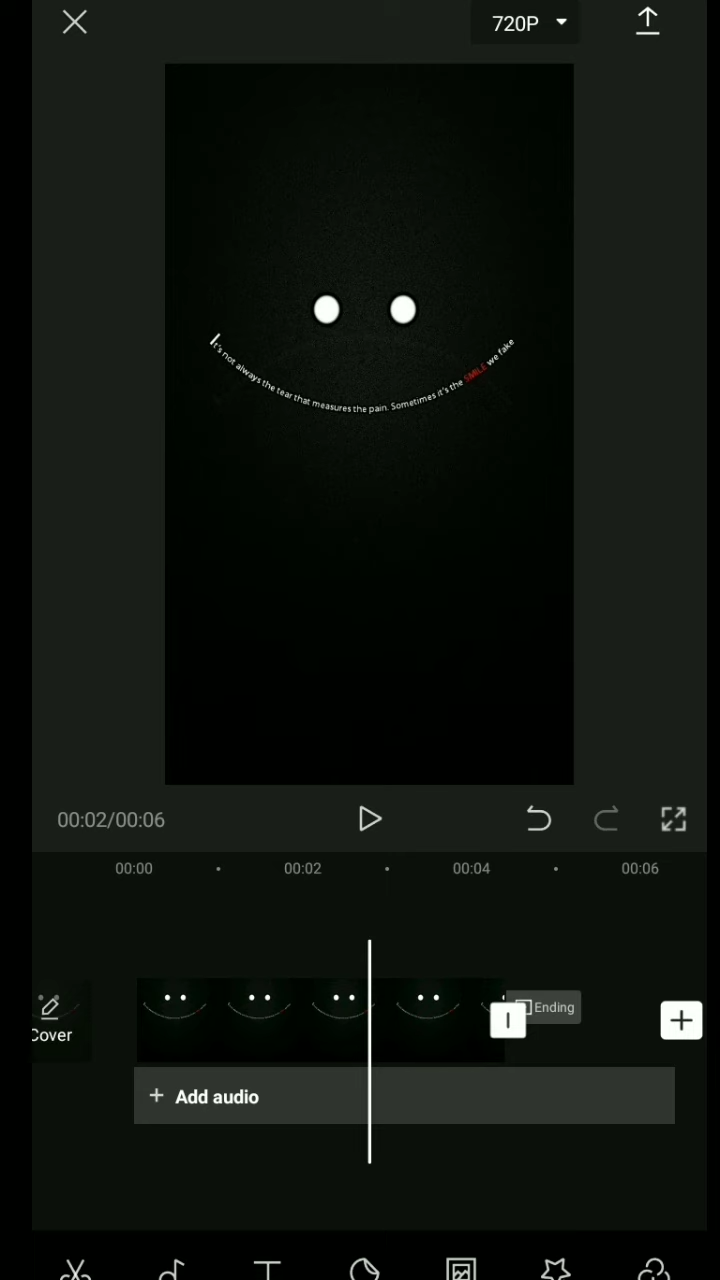 720P
It's not always the tear that measures the pain. Sometimes it's the SMILE we fake
00:02/00:06
00:00 00:02 00:04 00:06
Ending
Cover
+ Add audio